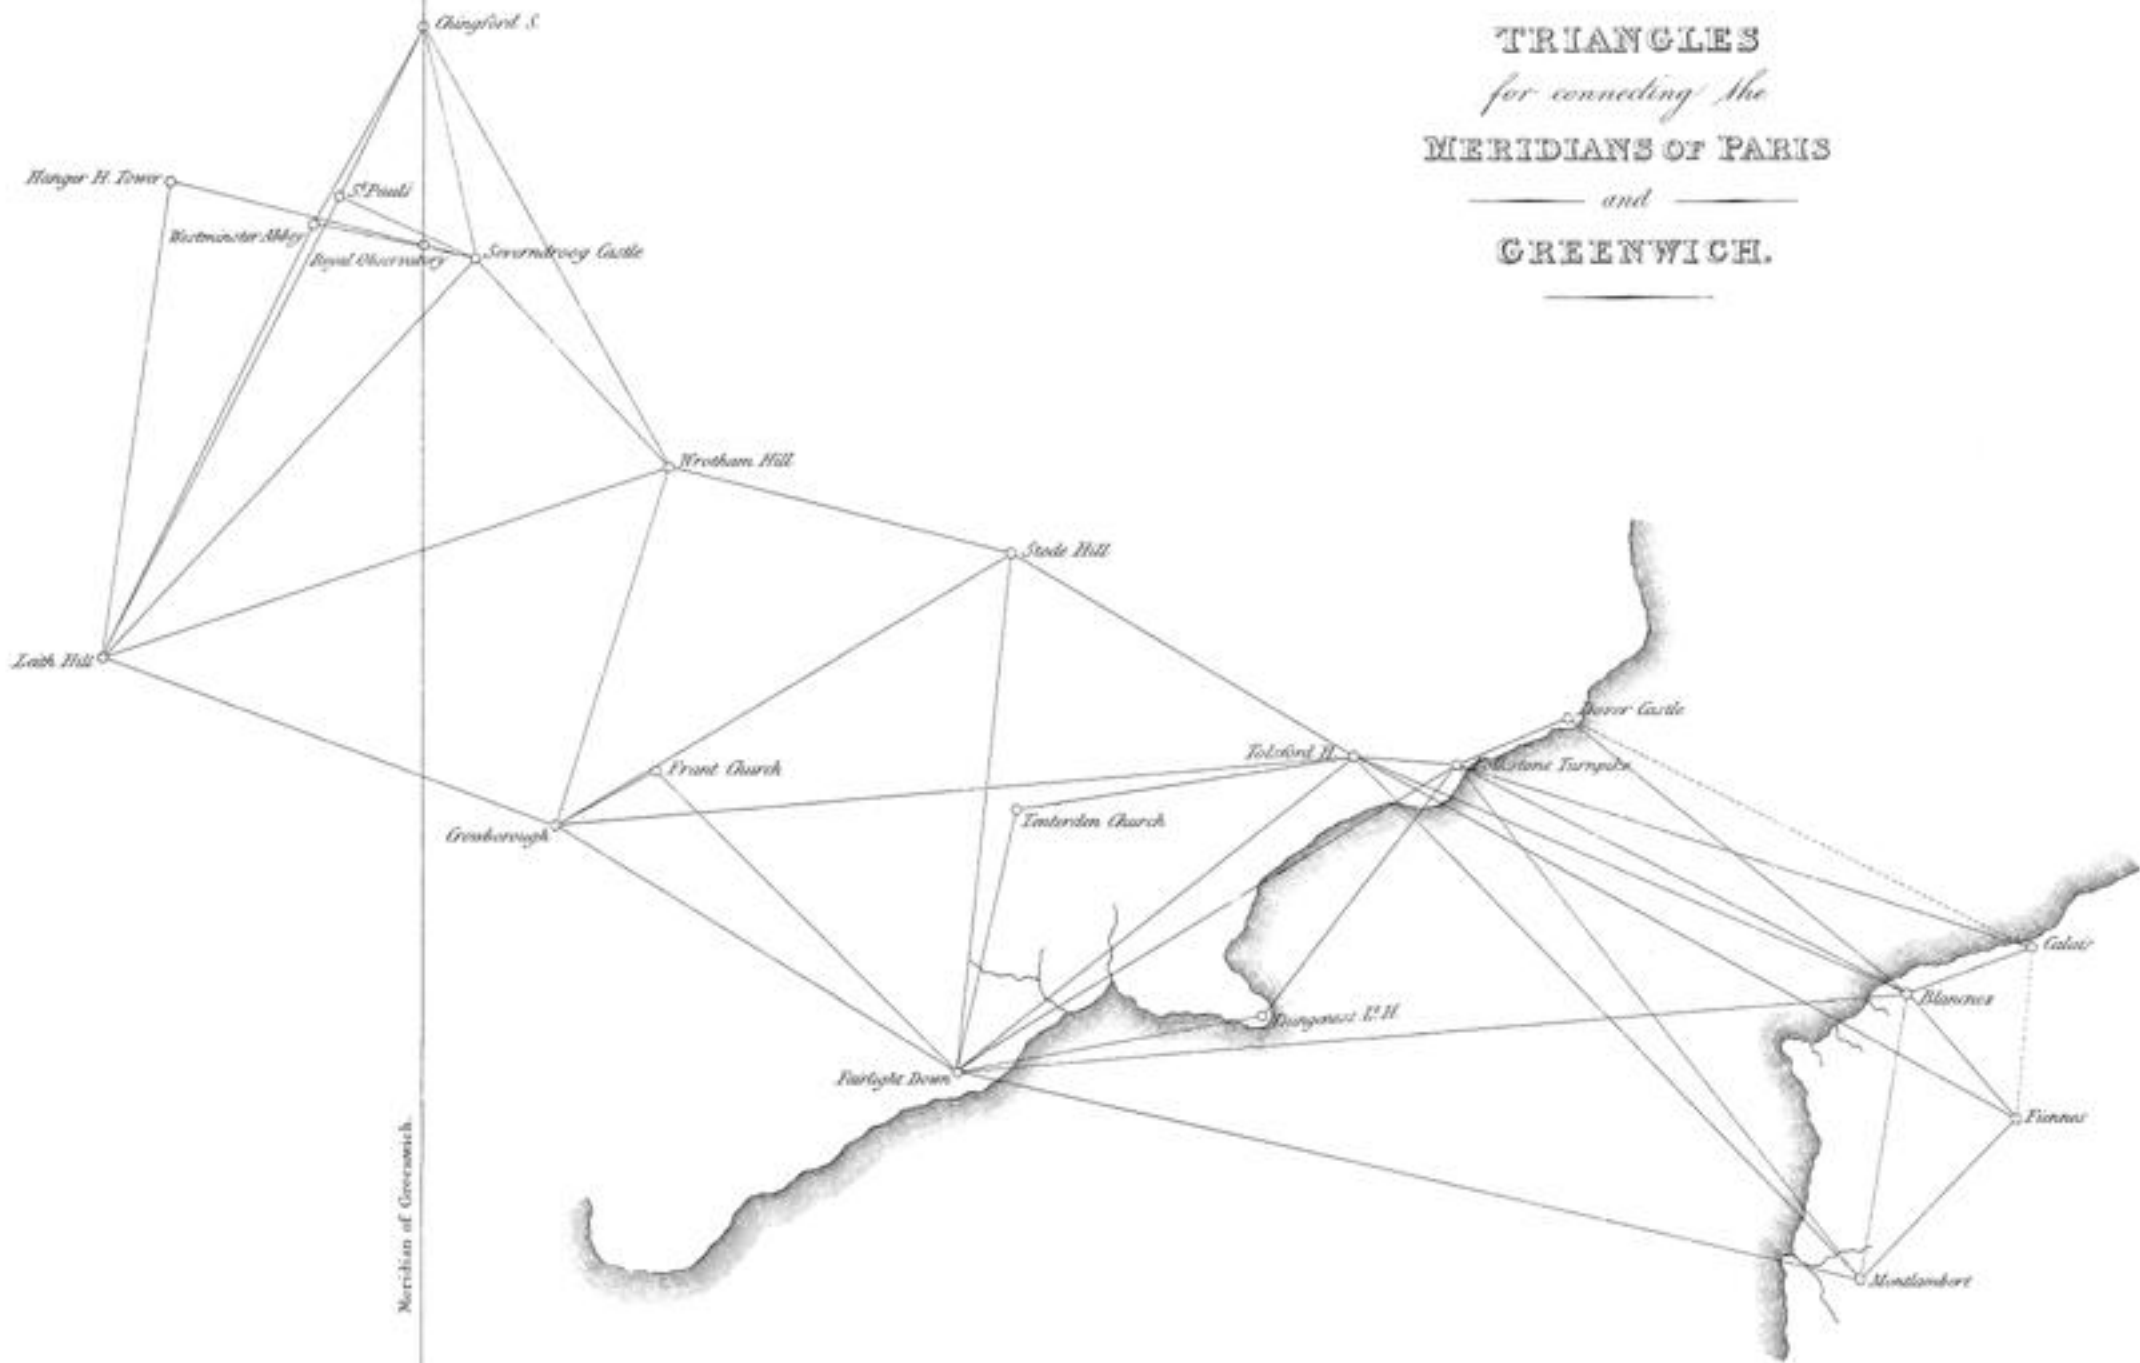 TRIANGLES
for connecting the
MERIDIANS OF PARIS
and
GREENWICH.
Chingford S.
Hanger H. Tower
St Pauls
Westminster Abbey
Royal Observatory
Severndroog Castle
Wrotham Hill
Stede Hill
Leith Hill
Dover Castle
Tolsford H.
Folkstone Turnpike
Frant Church
Tenterden Church
Crowborough
Calais
Blancnez
Dungeness Lt. H.
Fairlight Down
Fiennes
Montlambert
Meridian of Greenwich.